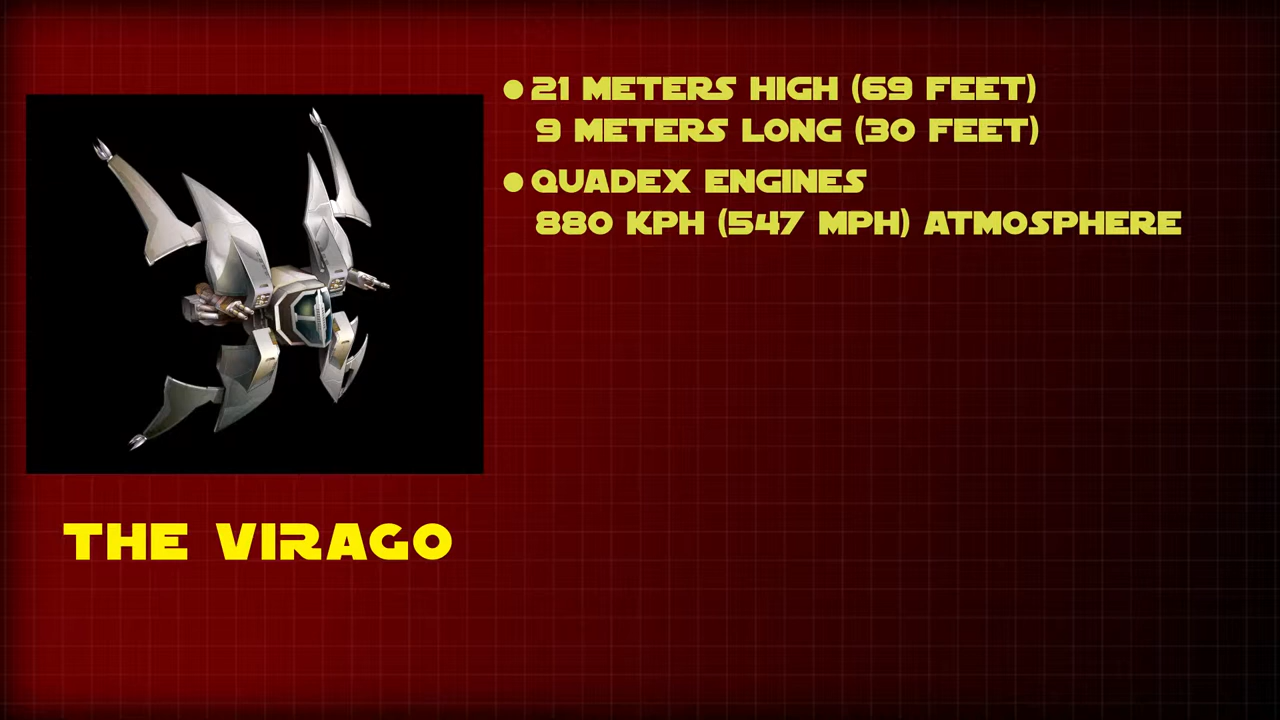 • 21 METERS HIGH (69 FEET)
9 METERS LONG (30 FEET)
• QUADEX ENGINES
880 KPH (547 MPH) ATMOSPHERE
THE VIRAGO